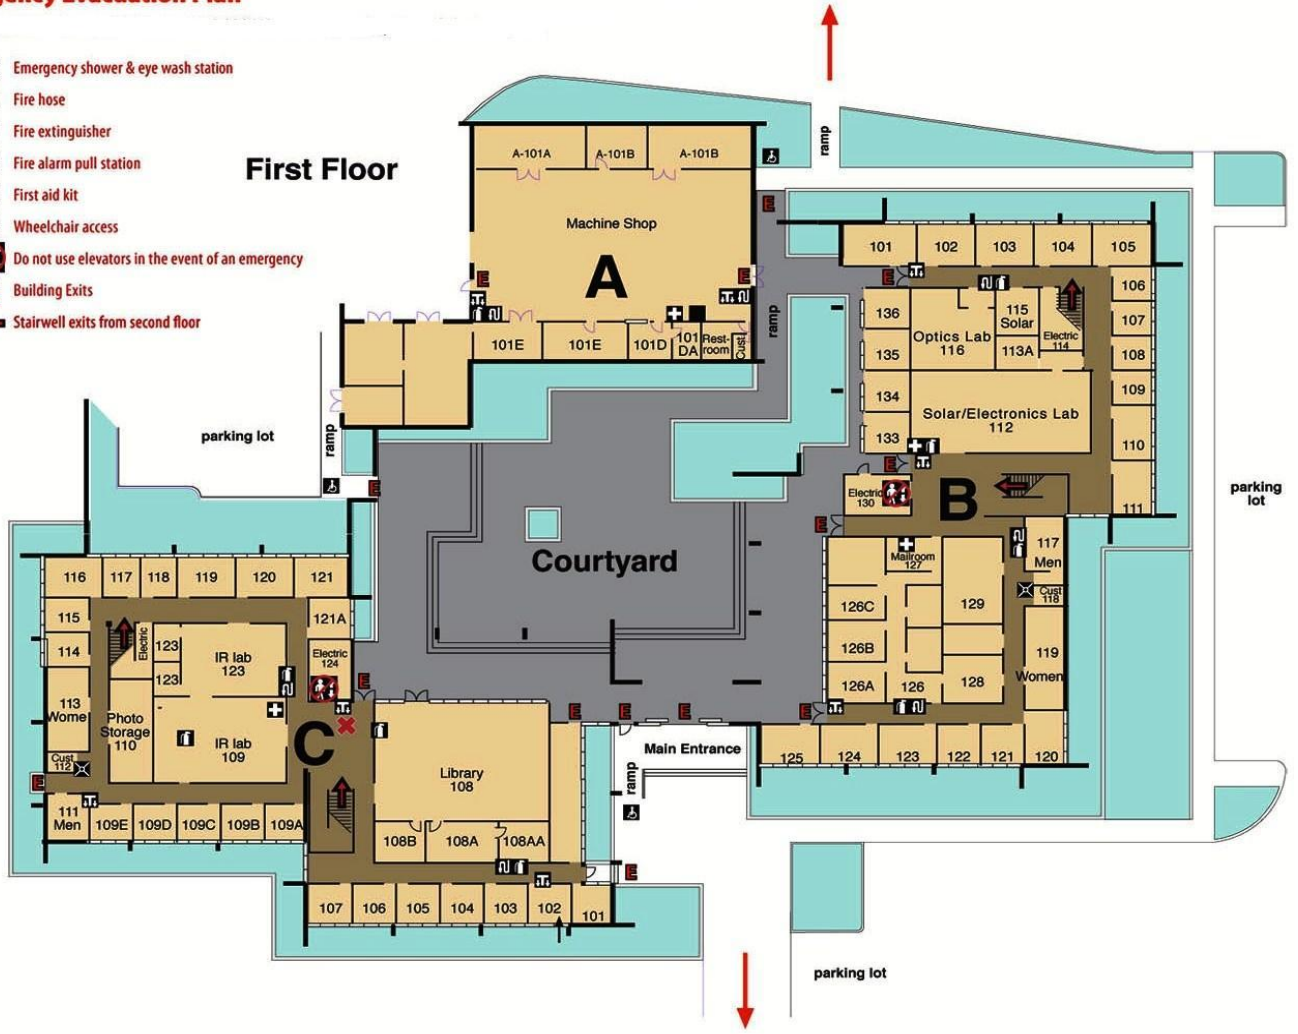 Emergency shower & eye wash station
Fire hose
Fire extinguisher
Fire alarm pull station
First aid kit
Wheelchair access
Do not use elevators in the event of an emergency
Building Exits
Stairwell exits from second floor
First Floor
ramp
A-101A
A-101B
A-101B
Machine Shop
A
E
E
E
101E
101E
101D
101
DA
Rest-
room
Cust.
ramp
101
102
103
104
105
E
106
107
108
109
110
111
136
135
134
133
Optics Lab
116
115
Solar
113A
Electric
114
Solar/Electronics Lab
112
E
Electric
130
B
E
parking
lot
parking lot
ramp
E
Courtyard
Mailroom
127
117
Men
Cust
118
126C
126B
126A
126
129
128
119
Women
E
125
124
123
122
121
120
116
117
118
119
120
121
115
114
121A
Electric
123
123
IR lab
123
Electric
124
E
113
Wome
Photo
Storage
110
IR lab
109
C
Cust
112
E
111
Men
109E
109D
109C
109B
109A
Library
108
108B
108A
108AA
E
E
E
Main Entrance
ramp
E
107
106
105
104
103
102
101
parking lot